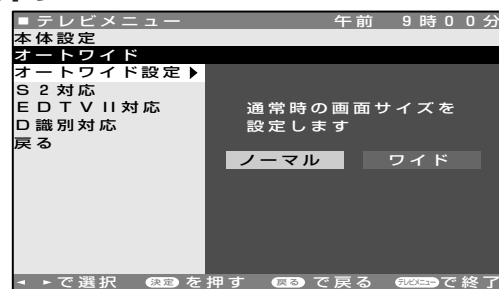 ■テレビメニュー 午前 9時00分
本体設定
オートワイド
オートワイド設定▶
S2対応
EDTVII対応
D識別対応
戻る
通常時の画面サイズを
設定します
ノーマル ワイド
◀ ▶で選択 決定を押す 戻るで戻る テレビメニューで終了